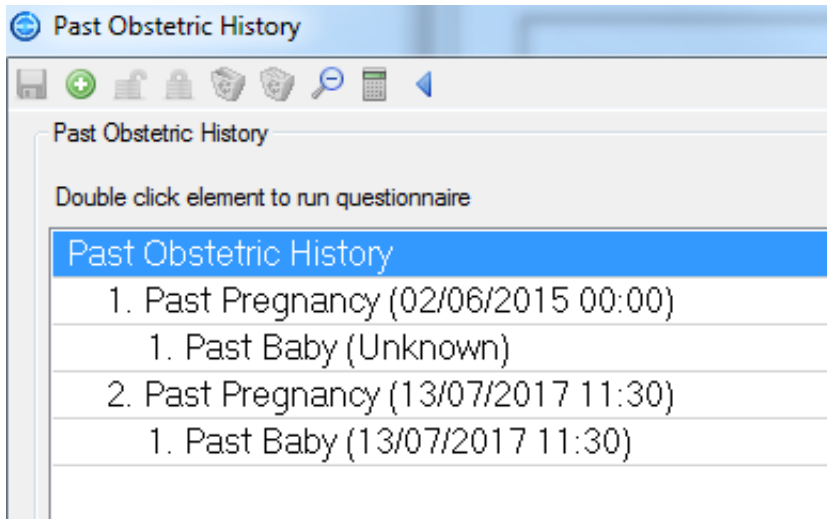 Past Obstetric History
Past Obstetric History
Double click element to run questionnaire
Past Obstetric History
1. Past Pregnancy (02/06/2015 00:00)
1. Past Baby (Unknown)
2. Past Pregnancy (13/07/2017 11:30)
1. Past Baby (13/07/2017 11:30)